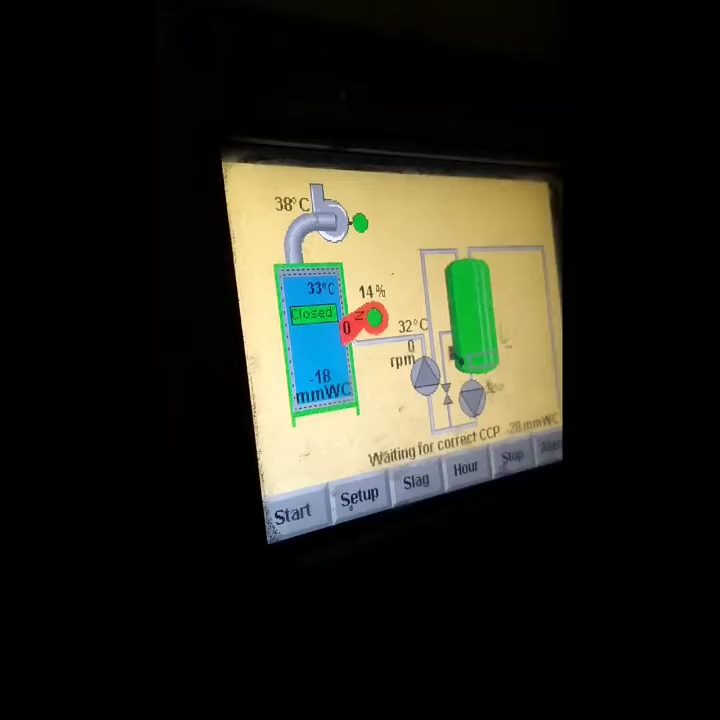 38°C
33°C
14%
Closed
0
32°C
0
rpm
-18
mmWC
Waiting for correct CCP -28 mmWC
Start Setup Slag Hour Stop